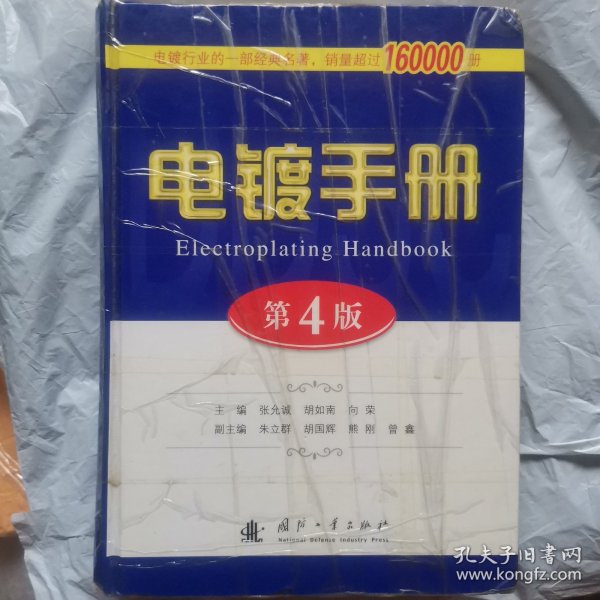 电镀行业的一部经典名著，销量超过160000册
电镀手册
Electroplating Handbook
第4版
主 编 张允诚 胡如南 向 荣
副主编 朱立群 胡国辉 熊 刚 曾 鑫
国防工业出版社
National Defense Industry Press
孔夫子旧书网
www.kongfz.com